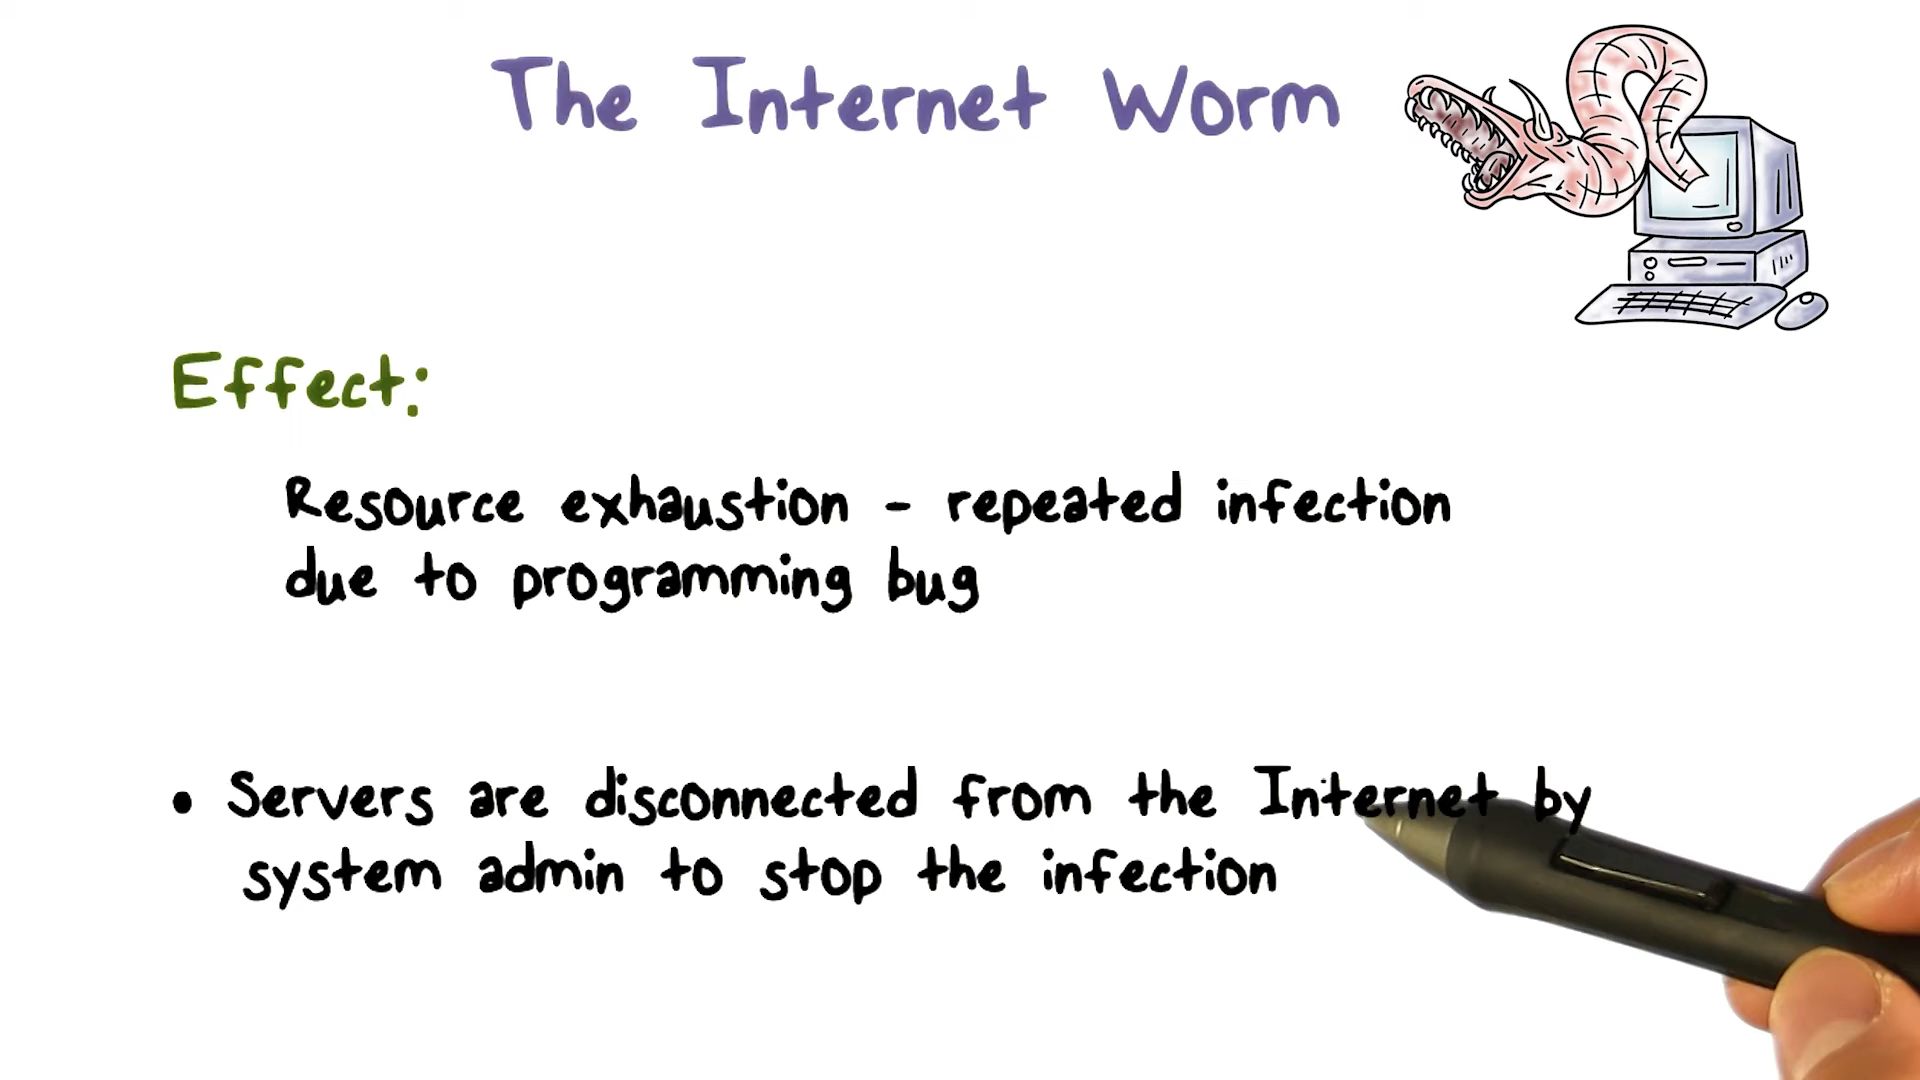 The Internet Worm
Effect:
Resource exhaustion - repeated infection
due to programming bug
• Servers are disconnected from the Internet by
system admin to stop the infection